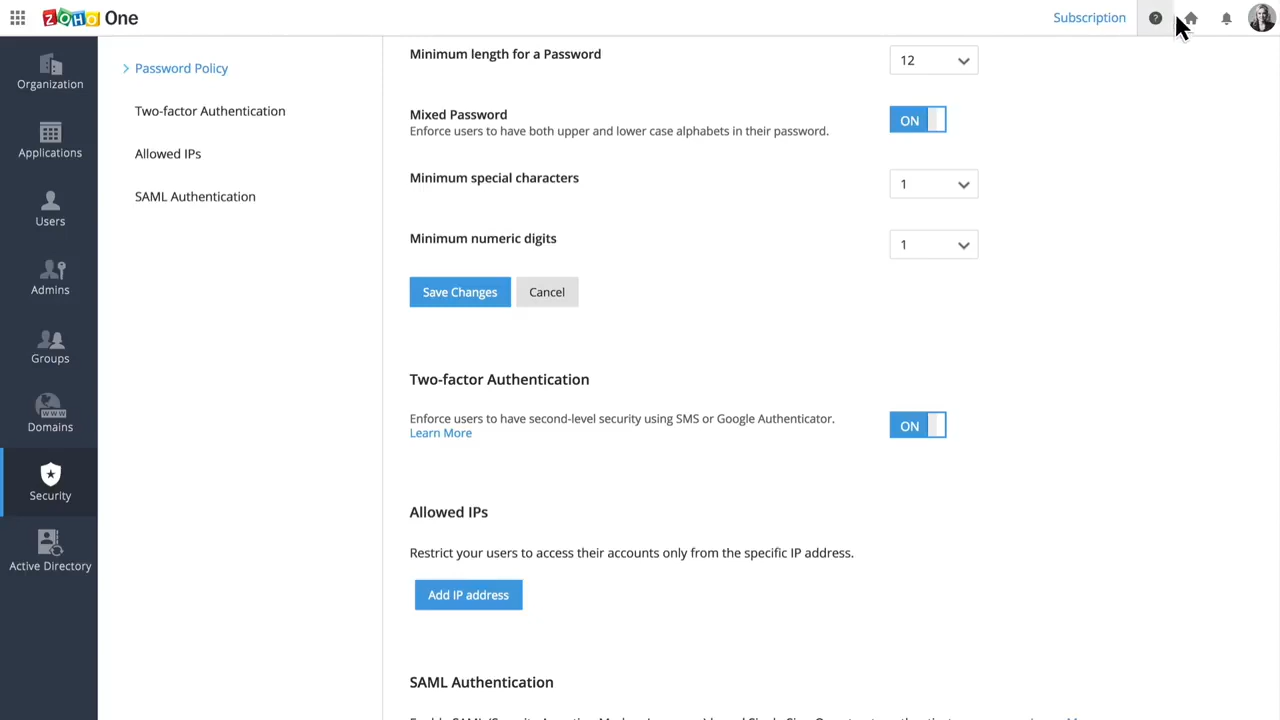 ZOHO One
Subscription
Organization
Applications
Users
Admins
Groups
Domains
Security
Active Directory
Password Policy
Two-factor Authentication
Allowed IPs
SAML Authentication
Minimum length for a Password
12
Mixed Password
Enforce users to have both upper and lower case alphabets in their password.
ON
Minimum special characters
1
Minimum numeric digits
1
Save Changes
Cancel
Two-factor Authentication
Enforce users to have second-level security using SMS or Google Authenticator.
Learn More
ON
Allowed IPs
Restrict your users to access their accounts only from the specific IP address.
Add IP address
SAML Authentication